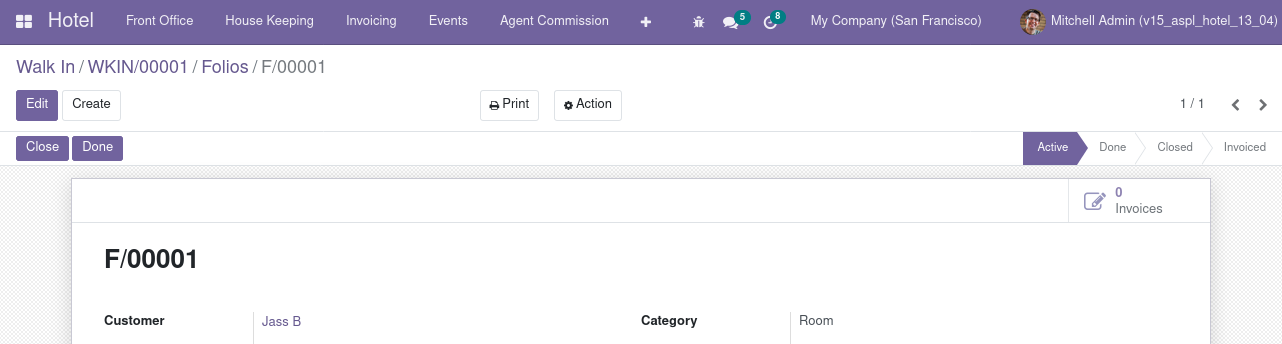 Hotel Front Office House Keeping Invoicing Events Agent Commission 5 8 My Company (San Francisco) Mitchell Admin (v15_aspl_hotel_13_04)
Walk In / WKIN/00001 / Folios / F/00001
Edit Create Print Action 1 / 1
Close Done Active Done Closed Invoiced
0
Invoices
F/00001
Customer Jass B Category Room